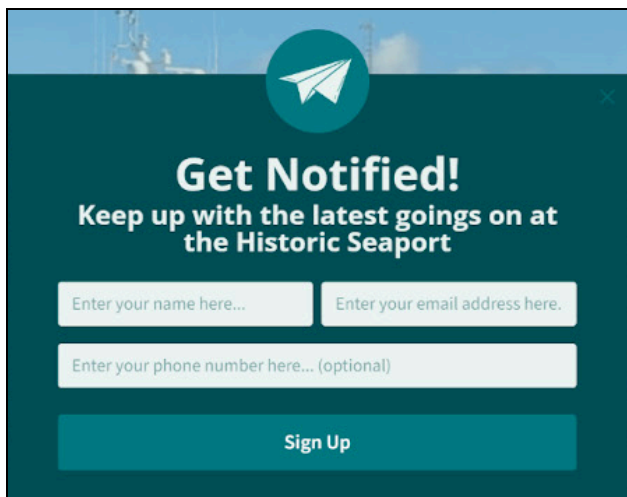 Get Notified!
Keep up with the latest goings on at
the Historic Seaport
Enter your name here...
Enter your email address here.
Enter your phone number here... (optional)
Sign Up